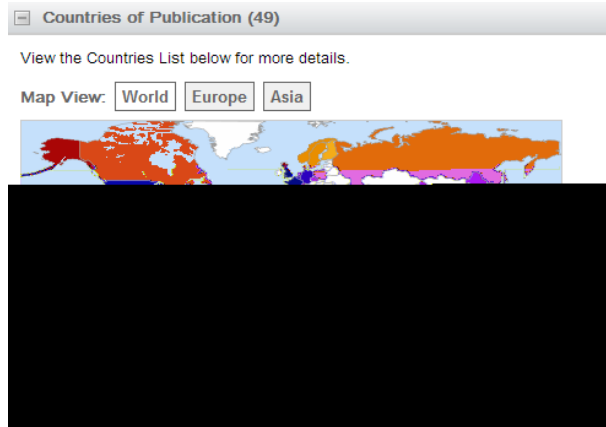 Countries of Publication (49)
View the Countries List below for more details.
Map View: World Europe Asia